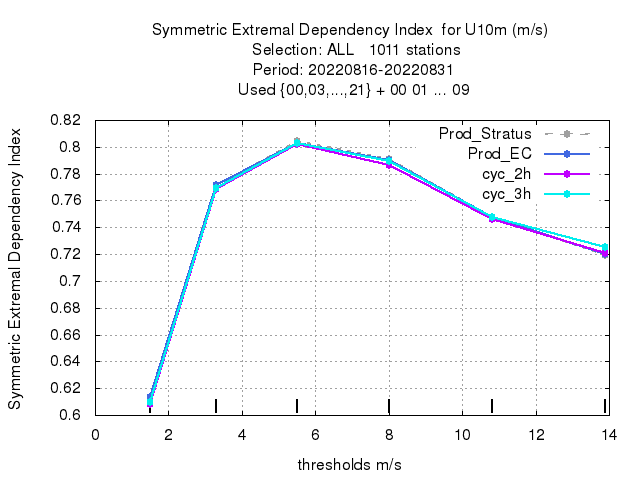 Symmetric Extremal Dependency Index  for U10m (m/s)
Selection: ALL   1011 stations
Period: 20220816-20220831
Used {00,03,...,21} + 00 01 ... 09
Symmetric Extremal Dependency Index
0.82
0.8
0.78
0.76
0.74
0.72
0.7
0.68
0.66
0.64
0.62
0.6
Prod_Stratus
Prod_EC
cyc_2h
cyc_3h
0 2 4 6 8 10 12 14
thresholds m/s